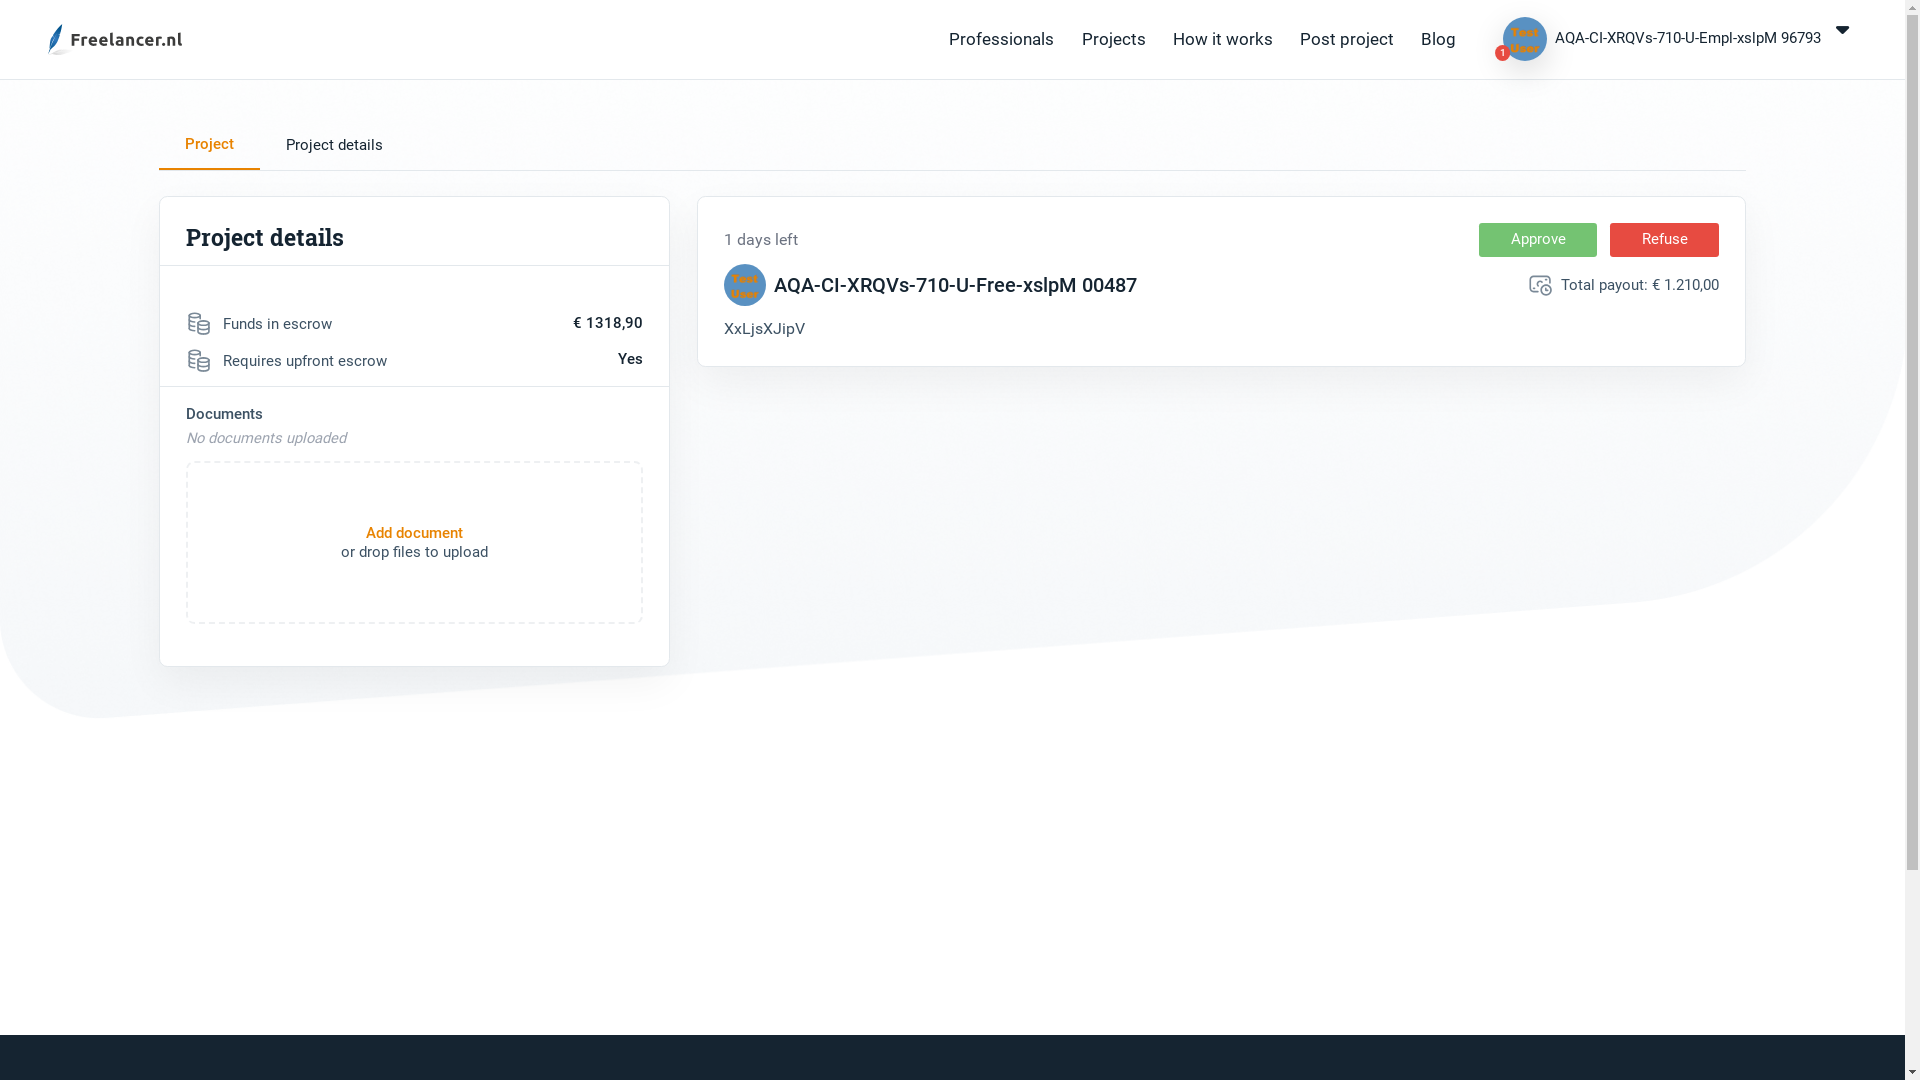 Freelancer.nl
Professionals
Projects
How it works
Post project
Blog
Test
User
1
AQA-CI-XRQVs-710-U-Empl-xslpM 96793
Project
Project details
Project details
Funds in escrow
€ 1318,90
Requires upfront escrow
Yes
Documents
No documents uploaded
Add document
or drop files to upload
1 days left
Approve
Refuse
Test
User
AQA-CI-XRQVs-710-U-Free-xslpM 00487
Total payout: € 1.210,00
XxLjsXJipV